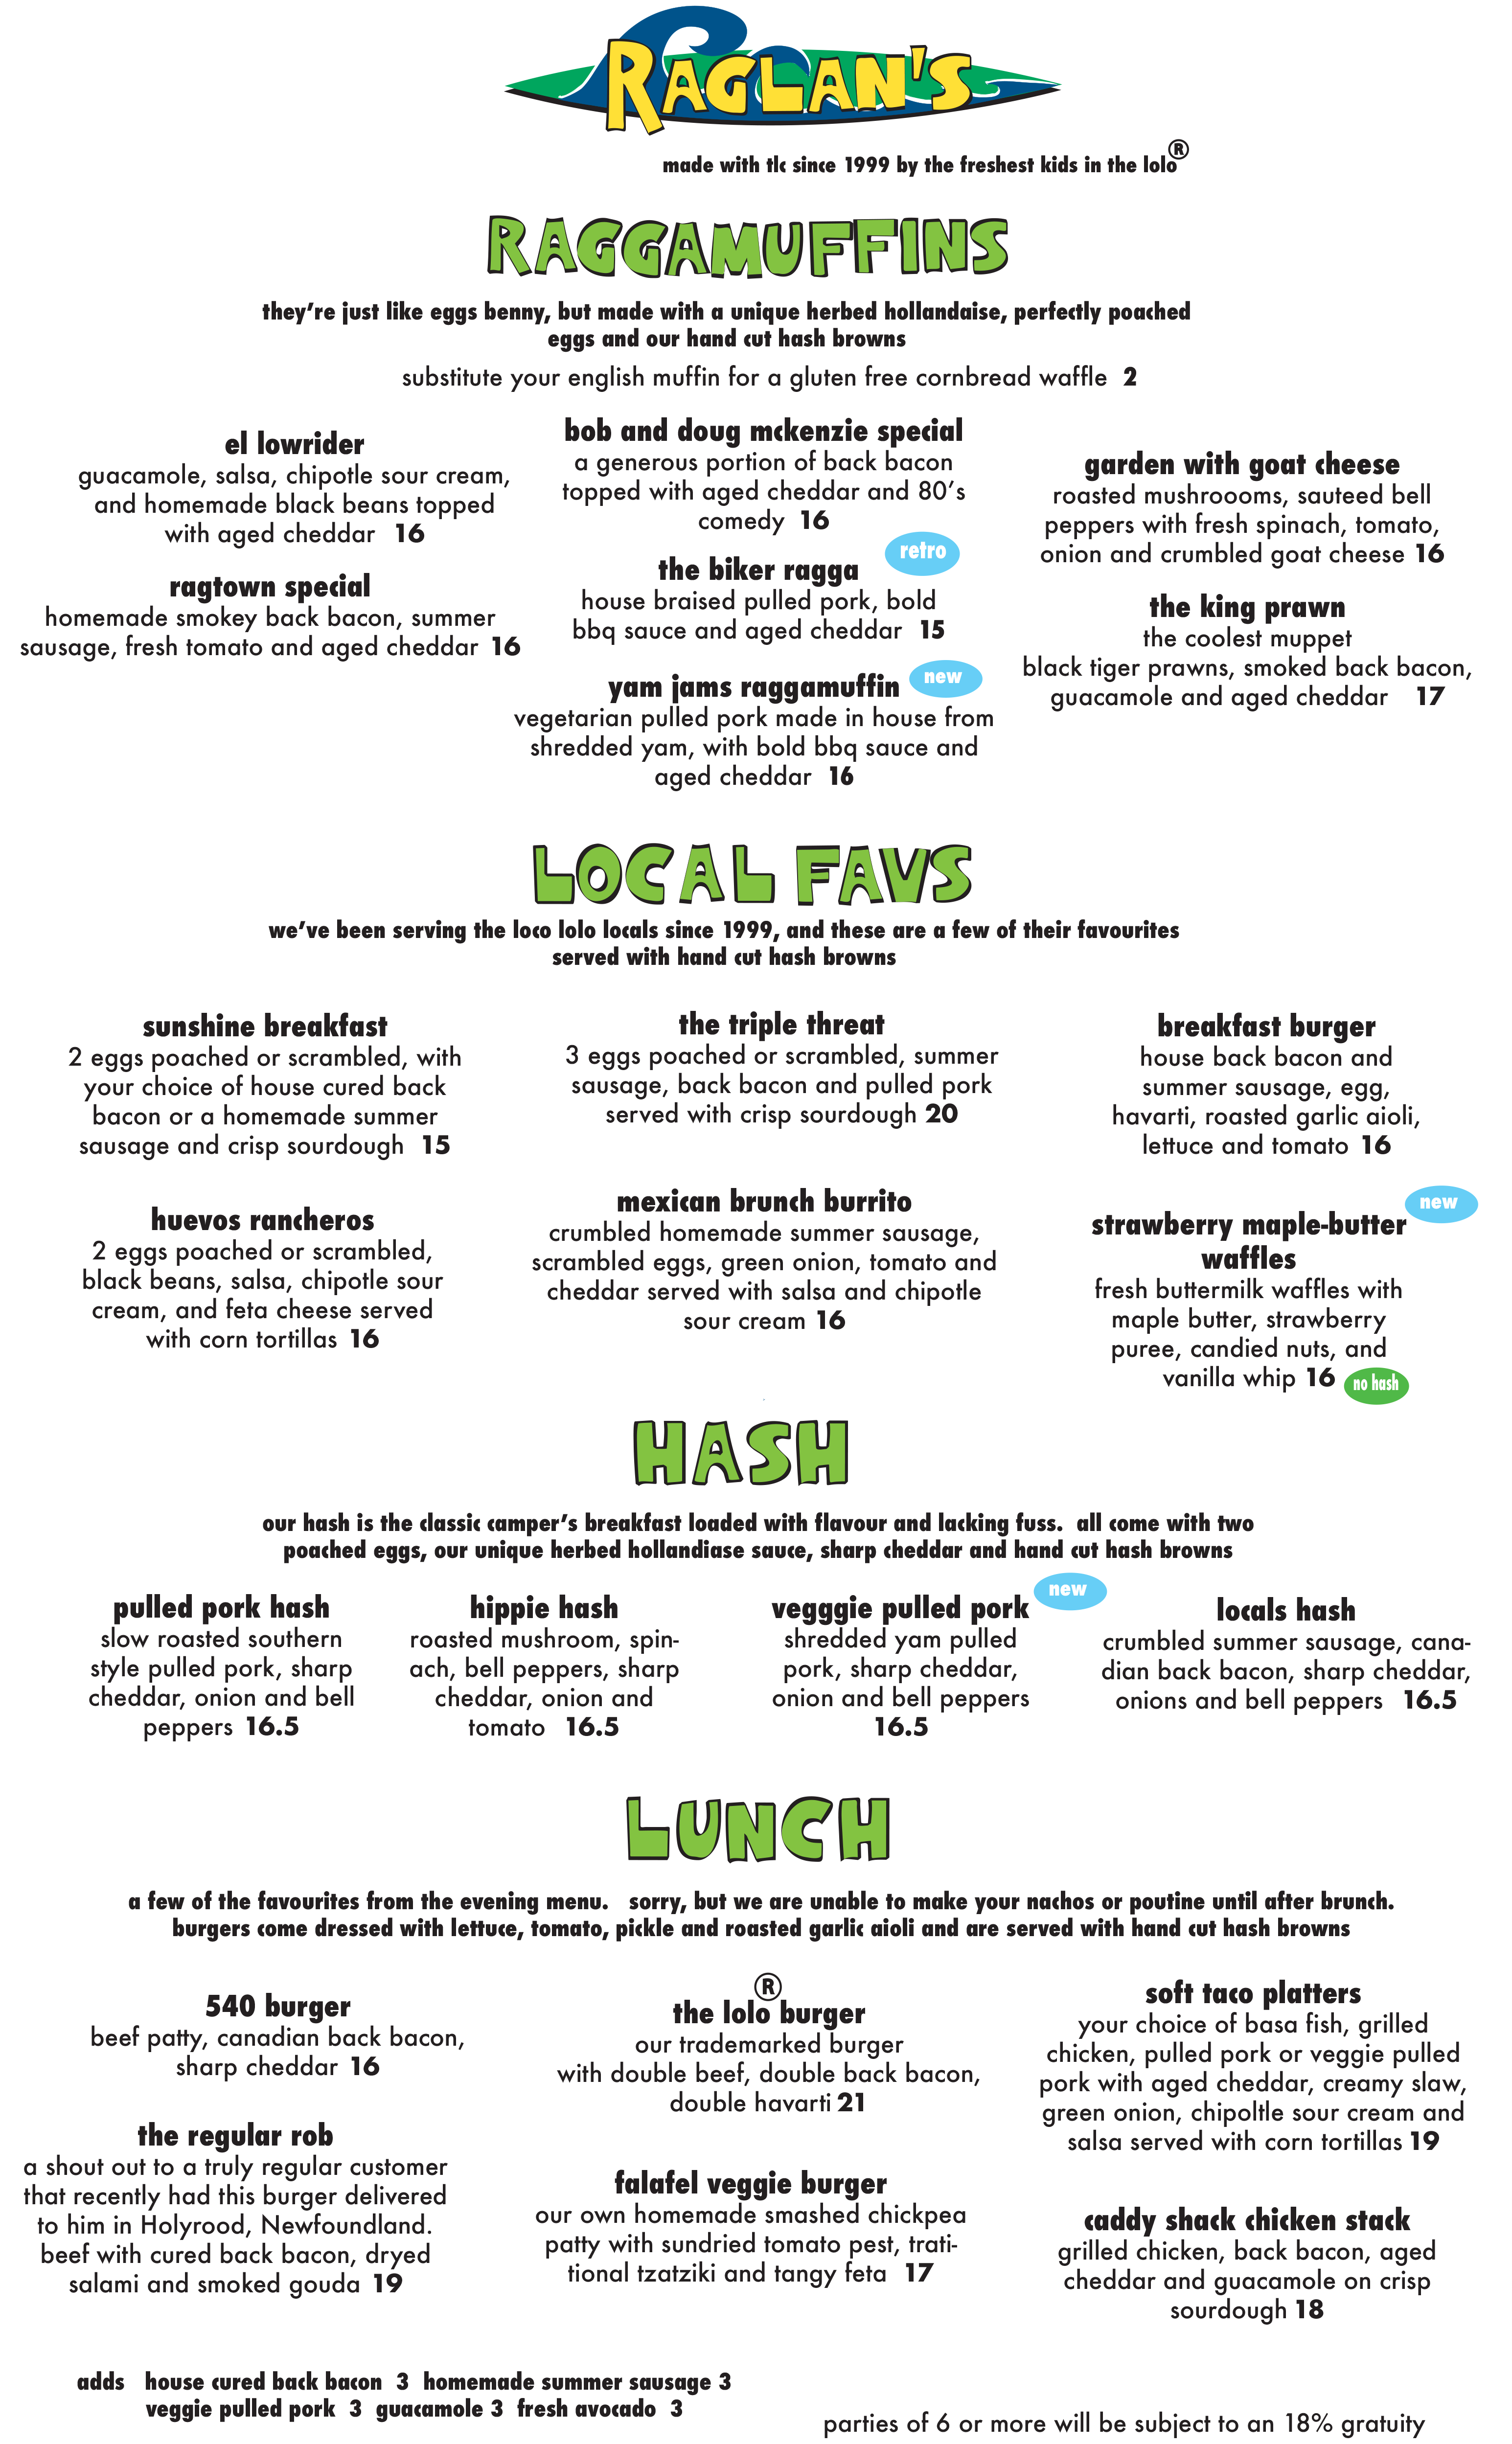 RAGLAN'S
made with tlc since 1999 by the freshest kids in the lolo®
RAGGAMUFFINS
they're just like eggs benny, but made with a unique herbed hollandaise, perfectly poached
eggs and our hand cut hash browns
substitute your english muffin for a gluten free cornbread waffle 2
el lowrider
guacamole, salsa, chipotle sour cream,
and homemade black beans topped
with aged cheddar 16
ragtown special
homemade smokey back bacon, summer
sausage, fresh tomato and aged cheddar 16
bob and doug mckenzie special
a generous portion of back bacon
topped with aged cheddar and 80's
comedy 16
retro
the biker ragga
house braised pulled pork, bold
bbq sauce and aged cheddar 15
yam jams raggamuffin new
vegetarian pulled pork made in house from
shredded yam, with bold bbq sauce and
aged cheddar 16
garden with goat cheese
roasted mushroooms, sauteed bell
peppers with fresh spinach, tomato,
onion and crumbled goat cheese 16
the king prawn
the coolest muppet
black tiger prawns, smoked back bacon,
guacamole and aged cheddar 17
LOCAL FAVS
we've been serving the loco lolo locals since 1999, and these are a few of their favourites
served with hand cut hash browns
sunshine breakfast
2 eggs poached or scrambled, with
your choice of house cured back
bacon or a homemade summer
sausage and crisp sourdough 15
huevos rancheros
2 eggs poached or scrambled,
black beans, salsa, chipotle sour
cream, and feta cheese served
with corn tortillas 16
the triple threat
3 eggs poached or scrambled, summer
sausage, back bacon and pulled pork
served with crisp sourdough 20
mexican brunch burrito
crumbled homemade summer sausage,
scrambled eggs, green onion, tomato and
cheddar served with salsa and chipotle
sour cream 16
breakfast burger
house back bacon and
summer sausage, egg,
havarti, roasted garlic aioli,
lettuce and tomato 16
new
strawberry maple-butter
waffles
fresh buttermilk waffles with
maple butter, strawberry
puree, candied nuts, and
vanilla whip 16 no hash
HASH
our hash is the classic camper's breakfast loaded with flavour and lacking fuss. all come with two
poached eggs, our unique herbed hollandiase sauce, sharp cheddar and hand cut hash browns
pulled pork hash
slow roasted southern
style pulled pork, sharp
cheddar, onion and bell
peppers 16.5
hippie hash
roasted mushroom, spin-
ach, bell peppers, sharp
cheddar, onion and
tomato 16.5
new
vegggie pulled pork
shredded yam pulled
pork, sharp cheddar,
onion and bell peppers
16.5
locals hash
crumbled summer sausage, cana-
dian back bacon, sharp cheddar,
onions and bell peppers 16.5
LUNCH
a few of the favourites from the evening menu. sorry, but we are unable to make your nachos or poutine until after brunch.
burgers come dressed with lettuce, tomato, pickle and roasted garlic aioli and are served with hand cut hash browns
540 burger
beef patty, canadian back bacon,
sharp cheddar 16
the regular rob
a shout out to a truly regular customer
that recently had this burger delivered
to him in Holyrood, Newfoundland.
beef with cured back bacon, dryed
salami and smoked gouda 19
®
the lolo burger
our trademarked burger
with double beef, double back bacon,
double havarti 21
falafel veggie burger
our own homemade smashed chickpea
patty with sundried tomato pest, trati-
tional tzatziki and tangy feta 17
soft taco platters
your choice of basa fish, grilled
chicken, pulled pork or veggie pulled
pork with aged cheddar, creamy slaw,
green onion, chipoltle sour cream and
salsa served with corn tortillas 19
caddy shack chicken stack
grilled chicken, back bacon, aged
cheddar and guacamole on crisp
sourdough 18
adds house cured back bacon 3 homemade summer sausage 3
veggie pulled pork 3 guacamole 3 fresh avocado 3
parties of 6 or more will be subject to an 18% gratuity